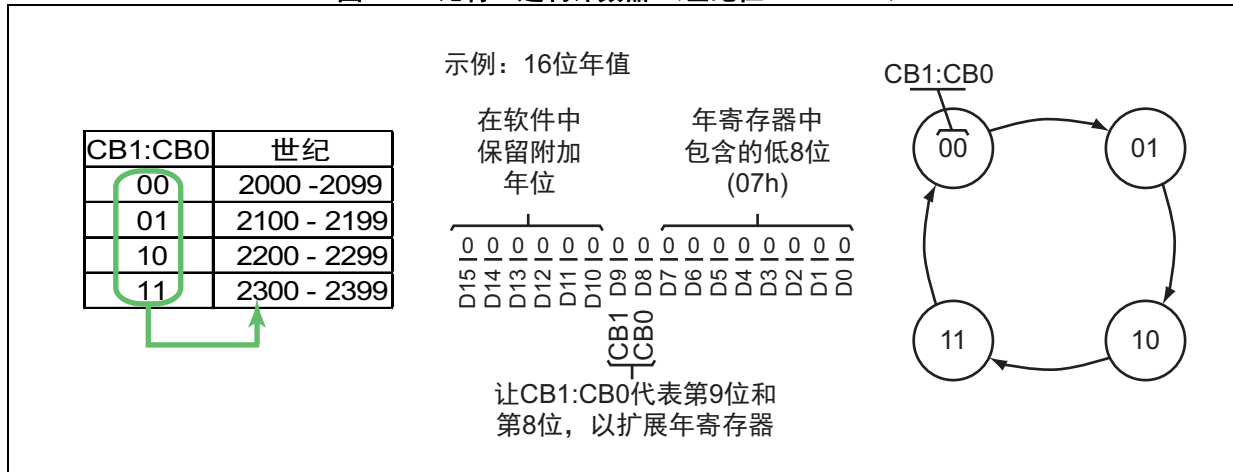 示例：16位年值
CB1:CB0 世纪
00 2000 -2099
01 2100 - 2199
10 2200 - 2299
11 2300 - 2399
在软件中
保留附加
年位
年寄存器中
包含的低8位
(07h)
0 0 0 0 0 0 0 0 0 0 0 0 0 0 0 0
D15 D14 D13 D12 D11 D10 D9 D8 D7 D6 D5 D4 D3 D2 D1 D0
CB1 CB0
让CB1:CB0代表第9位和
第8位，以扩展年寄存器
CB1:CB0
00
01
11
10